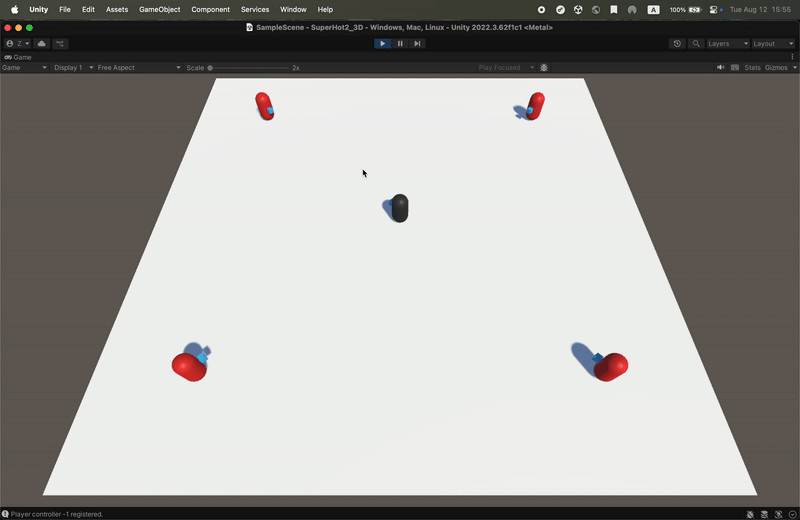 Unity File Edit Assets GameObject Component Services Window Help A 100% Tue Aug 12 15:55
SampleScene - SuperHot2_3D - Windows, Mac, Linux - Unity 2022.3.62f1c1 <Metal>
Z Layers Layout
Game
Game Display 1 Free Aspect Scale 2x Play Focused Stats Gizmos
Player controller -1 registered.